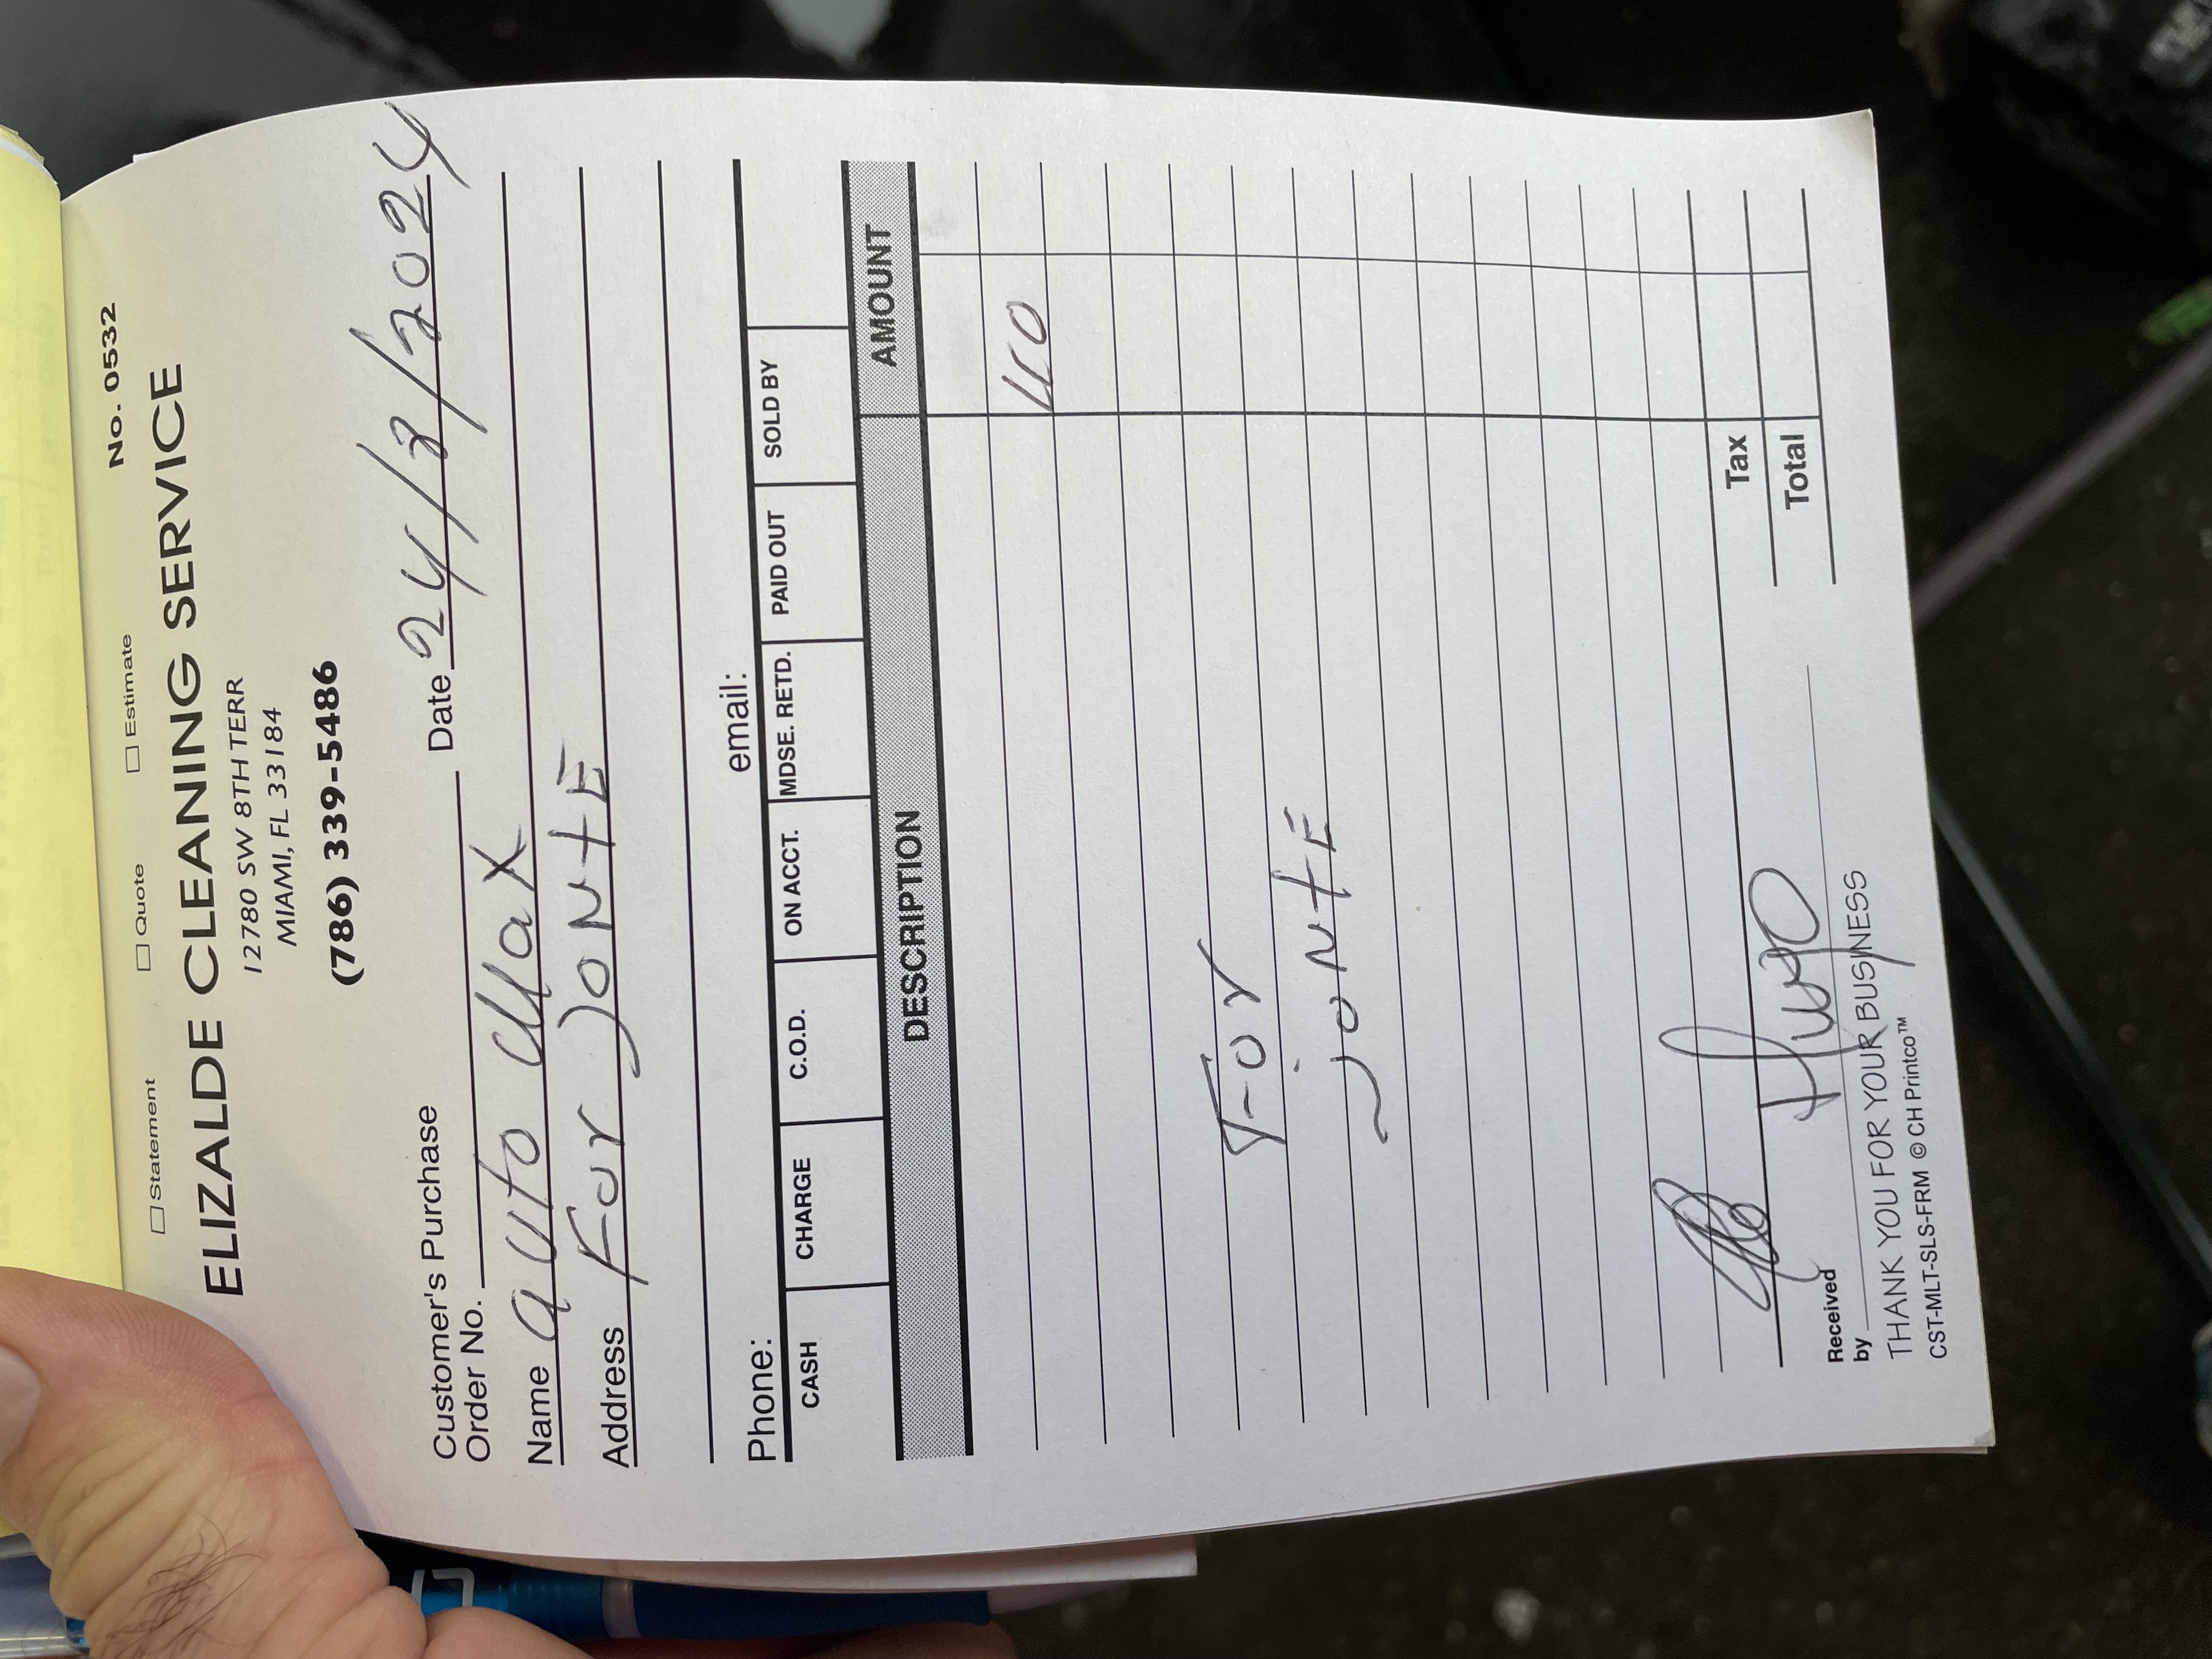 ☐ Statement ☐ Quote ☐ Estimate No. 0532
ELIZALDE CLEANING SERVICE
12780 SW 8TH TERR
MIAMI, FL 33184
(786) 339-5486
Customer's Purchase
Order No. Date 24/3/2024
Name auto Max
Address For JONtE
Phone: email:
CASH CHARGE C.O.D. ON ACCT. MDSE. RETD. PAID OUT SOLD BY
DESCRIPTION AMOUNT
For
jONtE
Tax
Total
Received
by Hugo
THANK YOU FOR YOUR BUSINESS
CST-MLT-SLS-FRM © CH Printco™